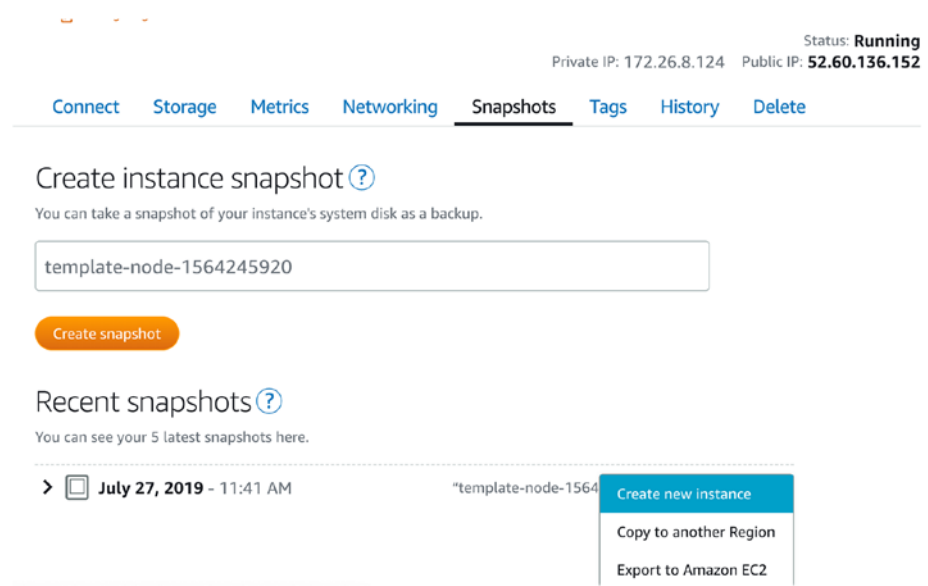 Status: Running
Private IP: 172.26.8.124 Public IP: 52.60.136.152
Connect Storage Metrics Networking Snapshots Tags History Delete
Create instance snapshot ?
You can take a snapshot of your instance's system disk as a backup.
template-node-1564245920
Create snapshot
Recent snapshots ?
You can see your 5 latest snapshots here.
July 27, 2019 - 11:41 AM "template-node-1564
Create new instance
Copy to another Region
Export to Amazon EC2